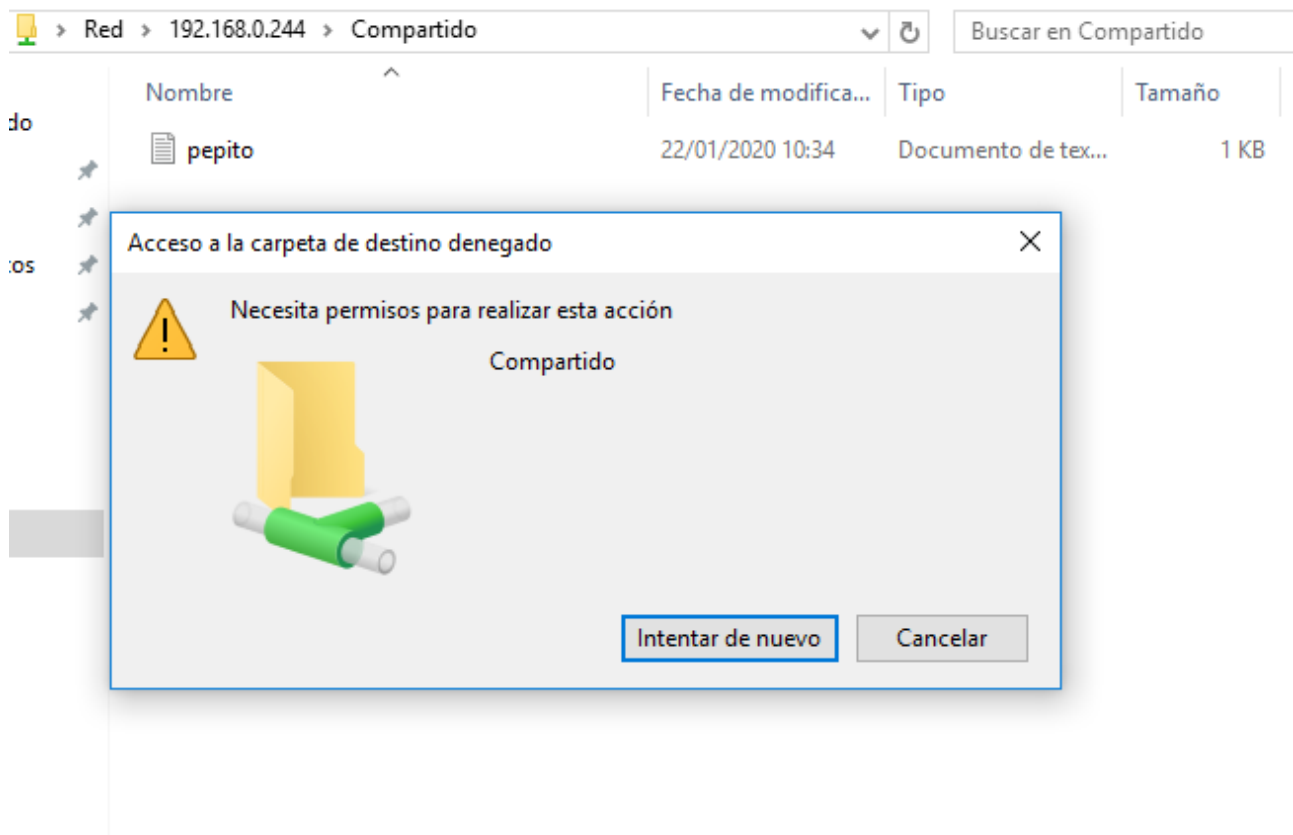 Red > 192.168.0.244 > Compartido
Buscar en Compartido
Nombre Fecha de modifica... Tipo Tamaño
do
pepito 22/01/2020 10:34 Documento de tex... 1 KB
os
Acceso a la carpeta de destino denegado
Necesita permisos para realizar esta acción
Compartido
Intentar de nuevo Cancelar